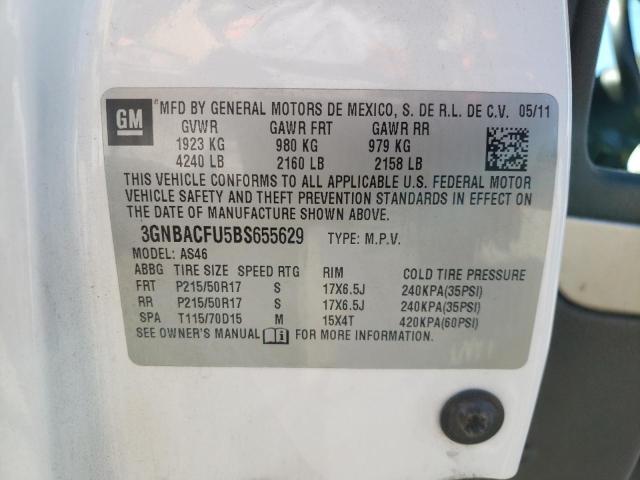 GM
MFD BY GENERAL MOTORS DE MEXICO, S. DE R.L. DE C.V. 05/11
GVWR GAWR FRT GAWR RR
1923 KG 980 KG 979 KG
4240 LB 2160 LB 2158 LB
THIS VEHICLE CONFORMS TO ALL APPLICABLE U.S. FEDERAL MOTOR
VEHICLE SAFETY AND THEFT PREVENTION STANDARDS IN EFFECT ON
THE DATE OF MANUFACTURE SHOWN ABOVE.
3GNBACFU5BS655629 TYPE: M.P.V.
MODEL: AS46
ABBG TIRE SIZE SPEED RTG RIM COLD TIRE PRESSURE
FRT P215/50R17 S 17X6.5J 240KPA(35PSI)
RR P215/50R17 S 17X6.5J 240KPA(35PSI)
SPA T115/70D15 M 15X4T 420KPA(60PSI)
SEE OWNER'S MANUAL FOR MORE INFORMATION.